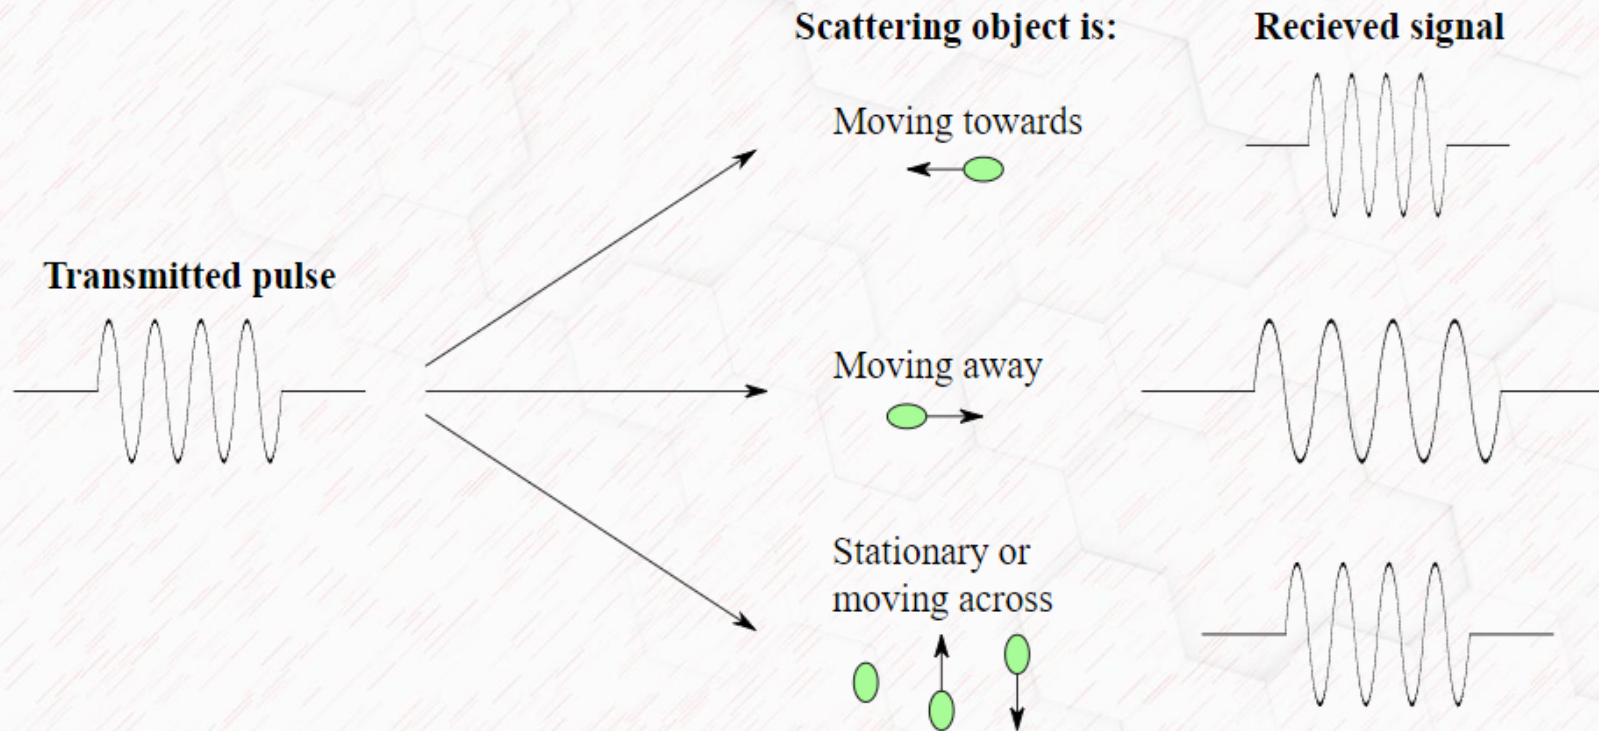 Scattering object is:
Recieved signal
Moving towards
Transmitted pulse
Moving away
Stationary or
moving across